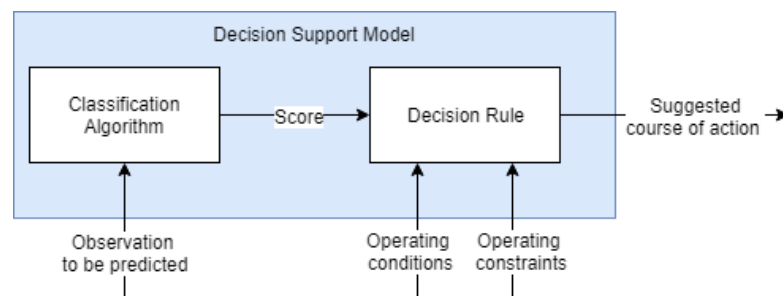 Decision Support Model
Classification
Algorithm
Score
Decision Rule
Suggested
course of action
Observation
to be predicted
Operating
conditions
Operating
constraints